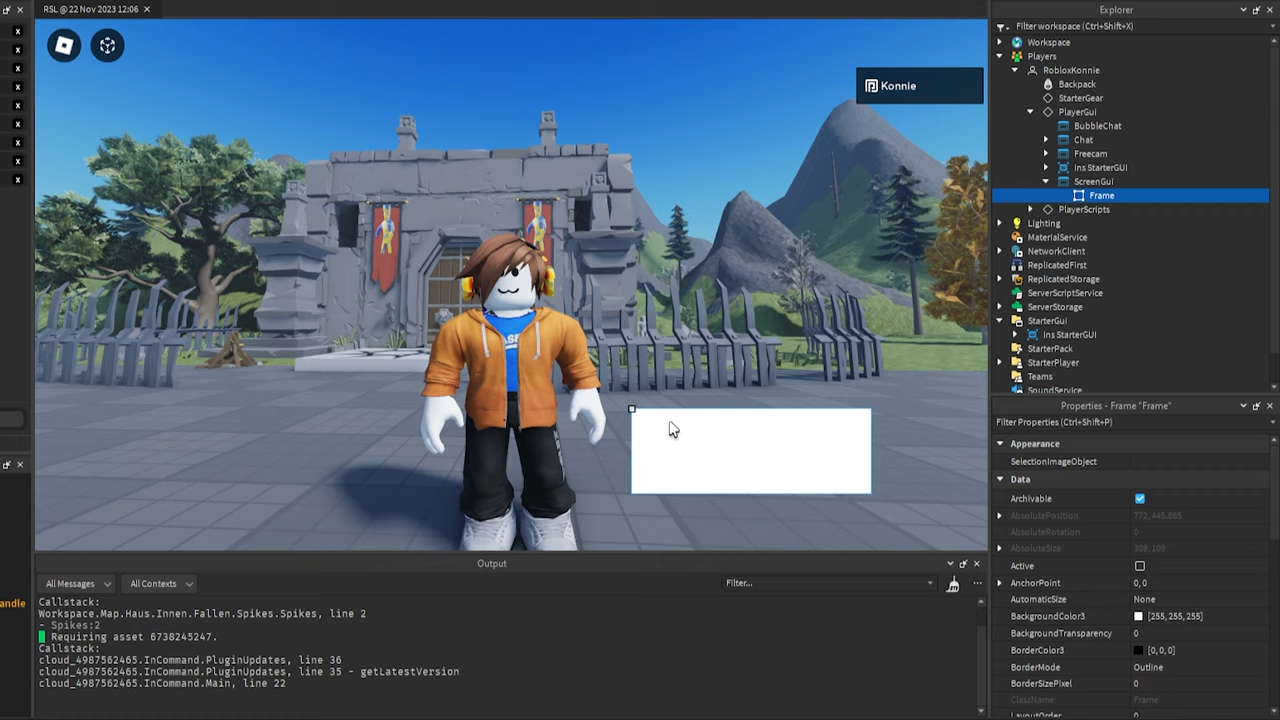 RSL @ 22 Nov 2023 12:06
Konnie
andle
Output
All Messages
All Contexts
Filter...
Callstack:
Workspace.Map.Haus.Innen.Fallen.Spikes.Spikes, line 2
- Spikes:2
Requiring asset 6738245247.
Callstack:
cloud_4987562465.InCommand.PluginUpdates, line 36
cloud_4987562465.InCommand.PluginUpdates, line 35 - getLatestVersion
cloud_4987562465.InCommand.Main, line 22
Explorer
Filter workspace (Ctrl+Shift+X)
Workspace
Players
RobloxKonnie
Backpack
StarterGear
PlayerGui
BubbleChat
Chat
Freecam
Ins StarterGUI
ScreenGui
Frame
PlayerScripts
Lighting
MaterialService
NetworkClient
ReplicatedFirst
ReplicatedStorage
ServerScriptService
ServerStorage
StarterGui
Ins StarterGUI
StarterPack
StarterPlayer
Teams
SoundService
Properties - Frame "Frame"
Filter Properties (Ctrl+Shift+P)
Appearance
SelectionImageObject
Data
Archivable
AbsolutePosition 772, 445.885
AbsoluteRotation 0
AbsoluteSize 309, 108
Active
AnchorPoint 0, 0
AutomaticSize None
BackgroundColor3 [255, 255, 255]
BackgroundTransparency 0
BorderColor3 [0, 0, 0]
BorderMode Outline
BorderSizePixel 0
ClassName Frame
LayoutOrder 0